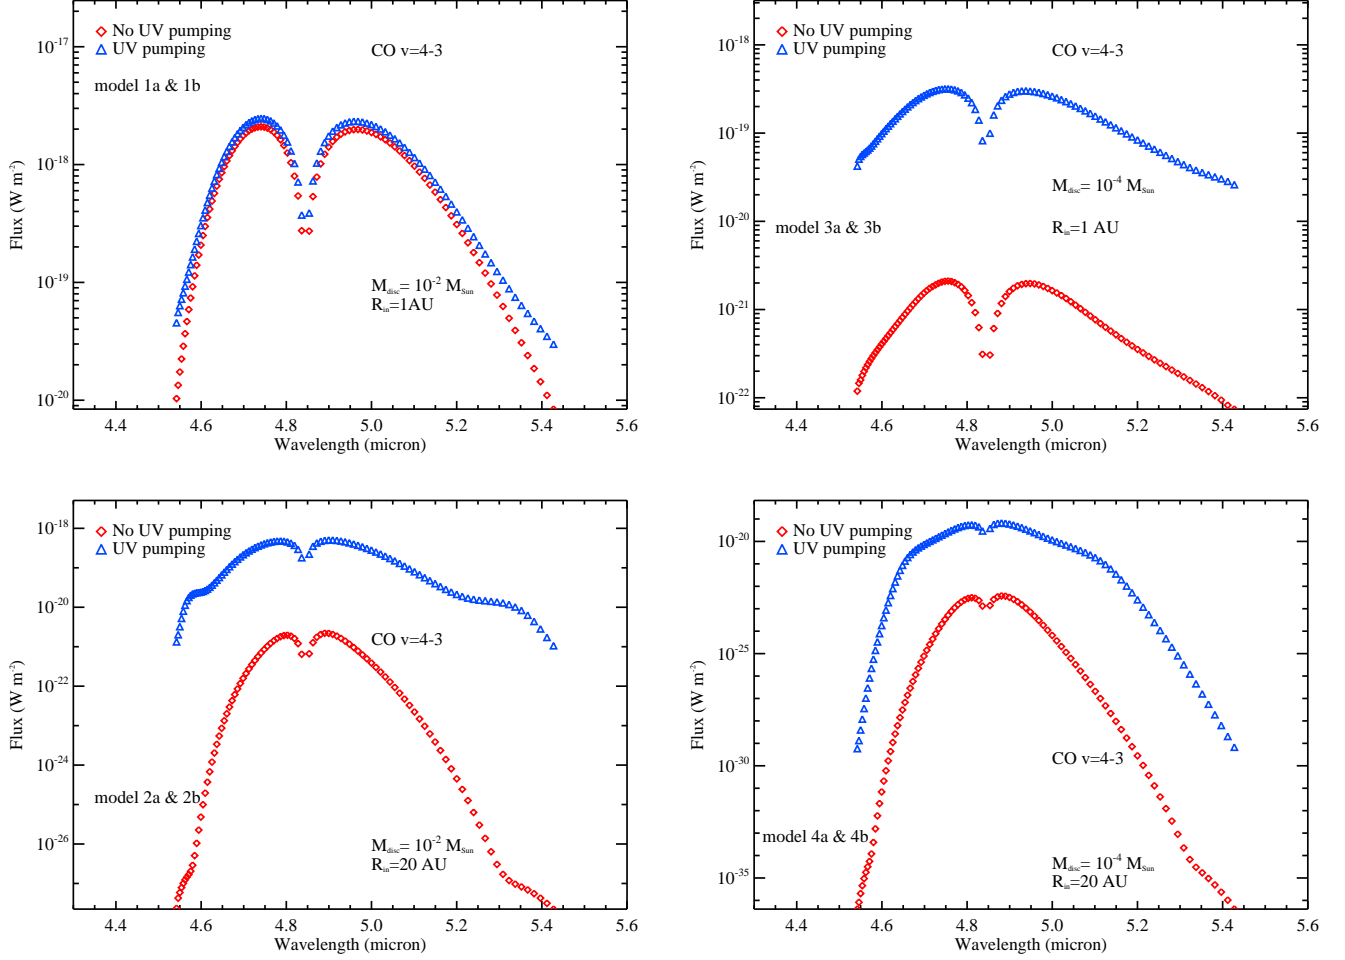 No UV pumping
UV pumping
CO v=4-3
model 1a & 1b
M_disc= 10^-2 M_Sun
R_in=1AU
10^-17
10^-18
10^-19
10^-20
Flux (W m^-2)
4.4 4.6 4.8 5.0 5.2 5.4 5.6
Wavelength (micron)
No UV pumping
UV pumping
CO v=4-3
M_disc= 10^-4 M_Sun
model 3a & 3b
R_in=1 AU
10^-18
10^-19
10^-20
10^-21
10^-22
Flux (W m^-2)
4.4 4.6 4.8 5.0 5.2 5.4 5.6
Wavelength (micron)
No UV pumping
UV pumping
CO v=4-3
model 2a & 2b
M_disc= 10^-2 M_Sun
R_in=20 AU
10^-18
10^-20
10^-22
10^-24
10^-26
Flux (W m^-2)
4.4 4.6 4.8 5.0 5.2 5.4 5.6
Wavelength (micron)
No UV pumping
UV pumping
CO v=4-3
model 4a & 4b
M_disc= 10^-4 M_Sun
R_in=20 AU
10^-20
10^-25
10^-30
10^-35
Flux (W m^-2)
4.4 4.6 4.8 5.0 5.2 5.4 5.6
Wavelength (micron)